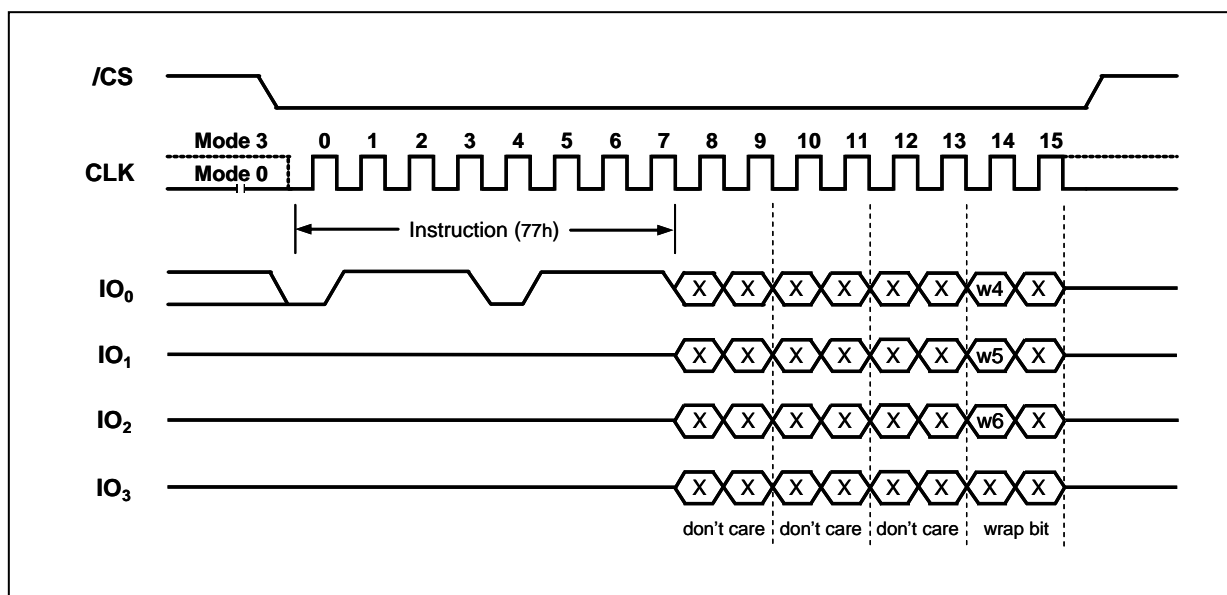 /CS
Mode 3 0 1 2 3 4 5 6 7 8 9 10 11 12 13 14 15
CLK Mode 0
Instruction (77h)
IO0 X X X X X X w4 X
IO1 X X X X X X w5 X
IO2 X X X X X X w6 X
IO3 X X X X X X X X
don't care don't care don't care wrap bit